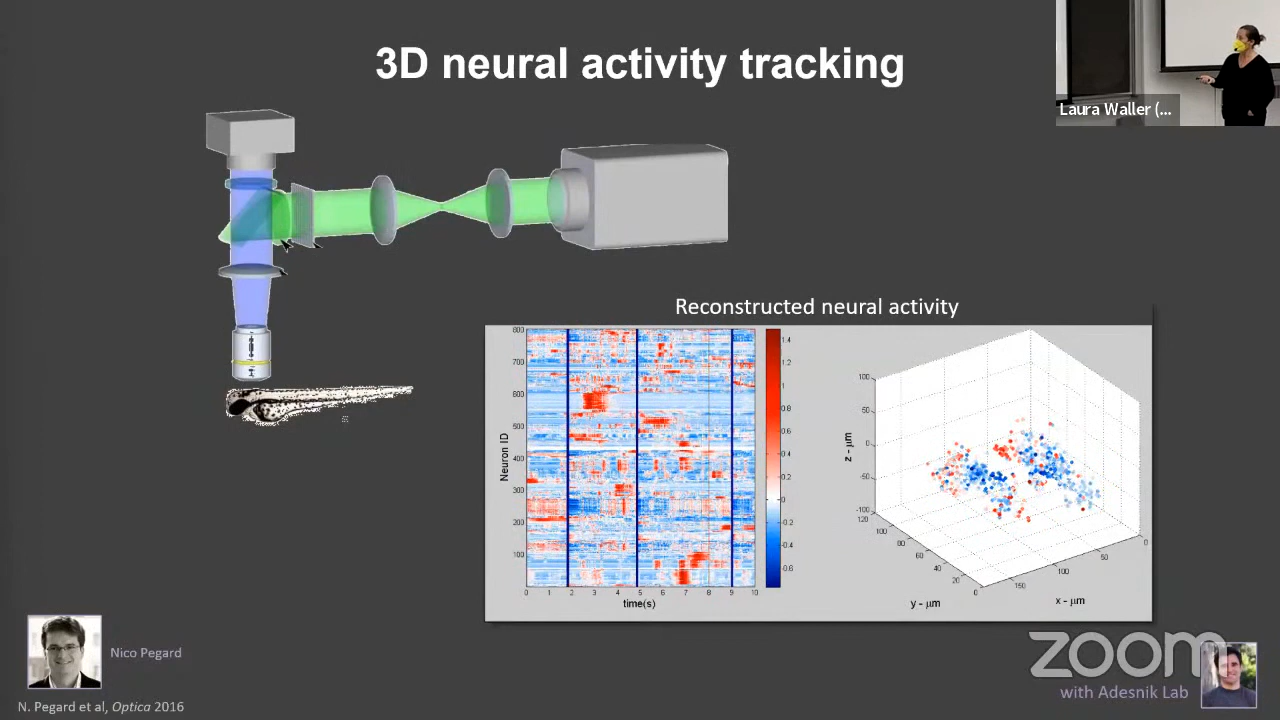 3D neural activity tracking
Laura Waller (...
Reconstructed neural activity
Neuron ID
800
700
600
500
400
300
200
100
0 1 2 3 4 5 6 7 8 9 10
time(s)
1.4
1.2
1
0.8
0.6
0.4
0.2
0
-0.2
-0.4
-0.6
z - μm
100
50
0
-50
-100
120
100
80
60
40
20
0
y - μm
150
100
50
0
x - μm
Nico Pegard
zoom
with Adesnik Lab
N. Pegard et al, Optica 2016